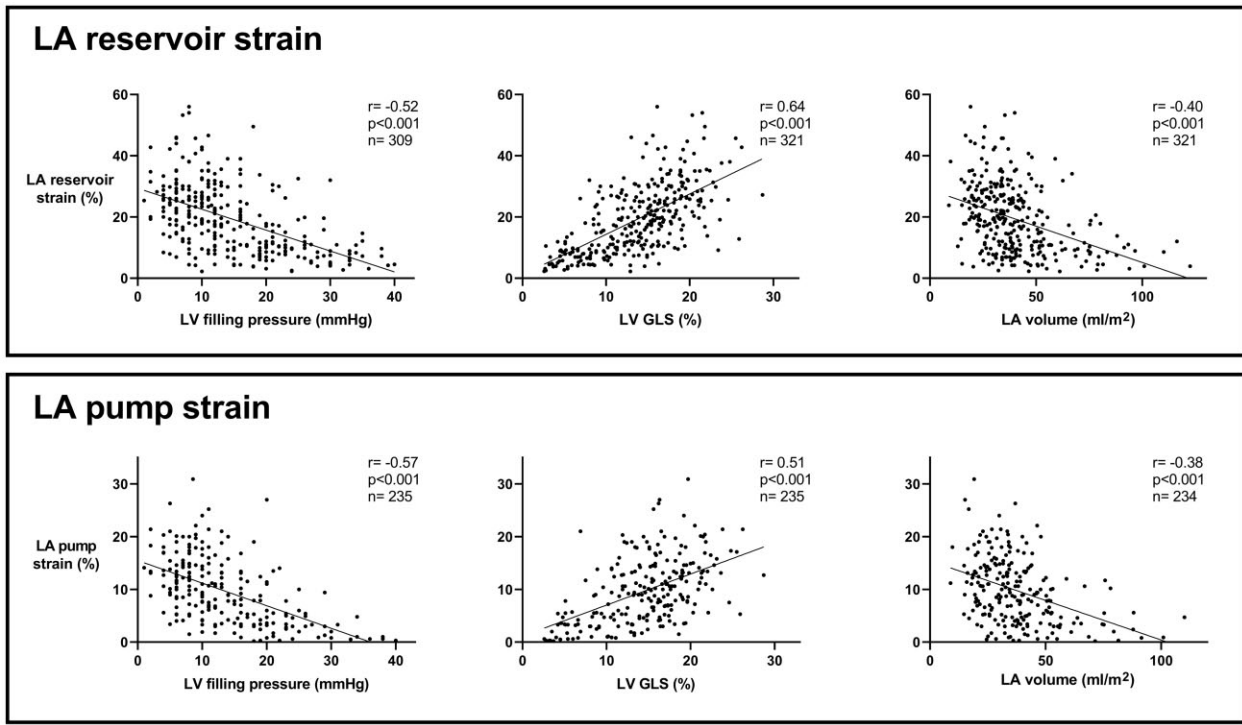 LA reservoir strain
LA reservoir
strain (%)
60
40
20
0
r= -0.52
p<0.001
n= 309
0 10 20 30 40
LV filling pressure (mmHg)
60
40
20
0
r= 0.64
p<0.001
n= 321
0 10 20 30
LV GLS (%)
60
40
20
0
r= -0.40
p<0.001
n= 321
0 50 100
LA volume (ml/m²)
LA pump strain
LA pump
strain (%)
30
20
10
0
r= -0.57
p<0.001
n= 235
0 10 20 30 40
LV filling pressure (mmHg)
30
20
10
0
r= 0.51
p<0.001
n= 235
0 10 20 30
LV GLS (%)
30
20
10
0
r= -0.38
p<0.001
n= 234
0 50 100
LA volume (ml/m²)